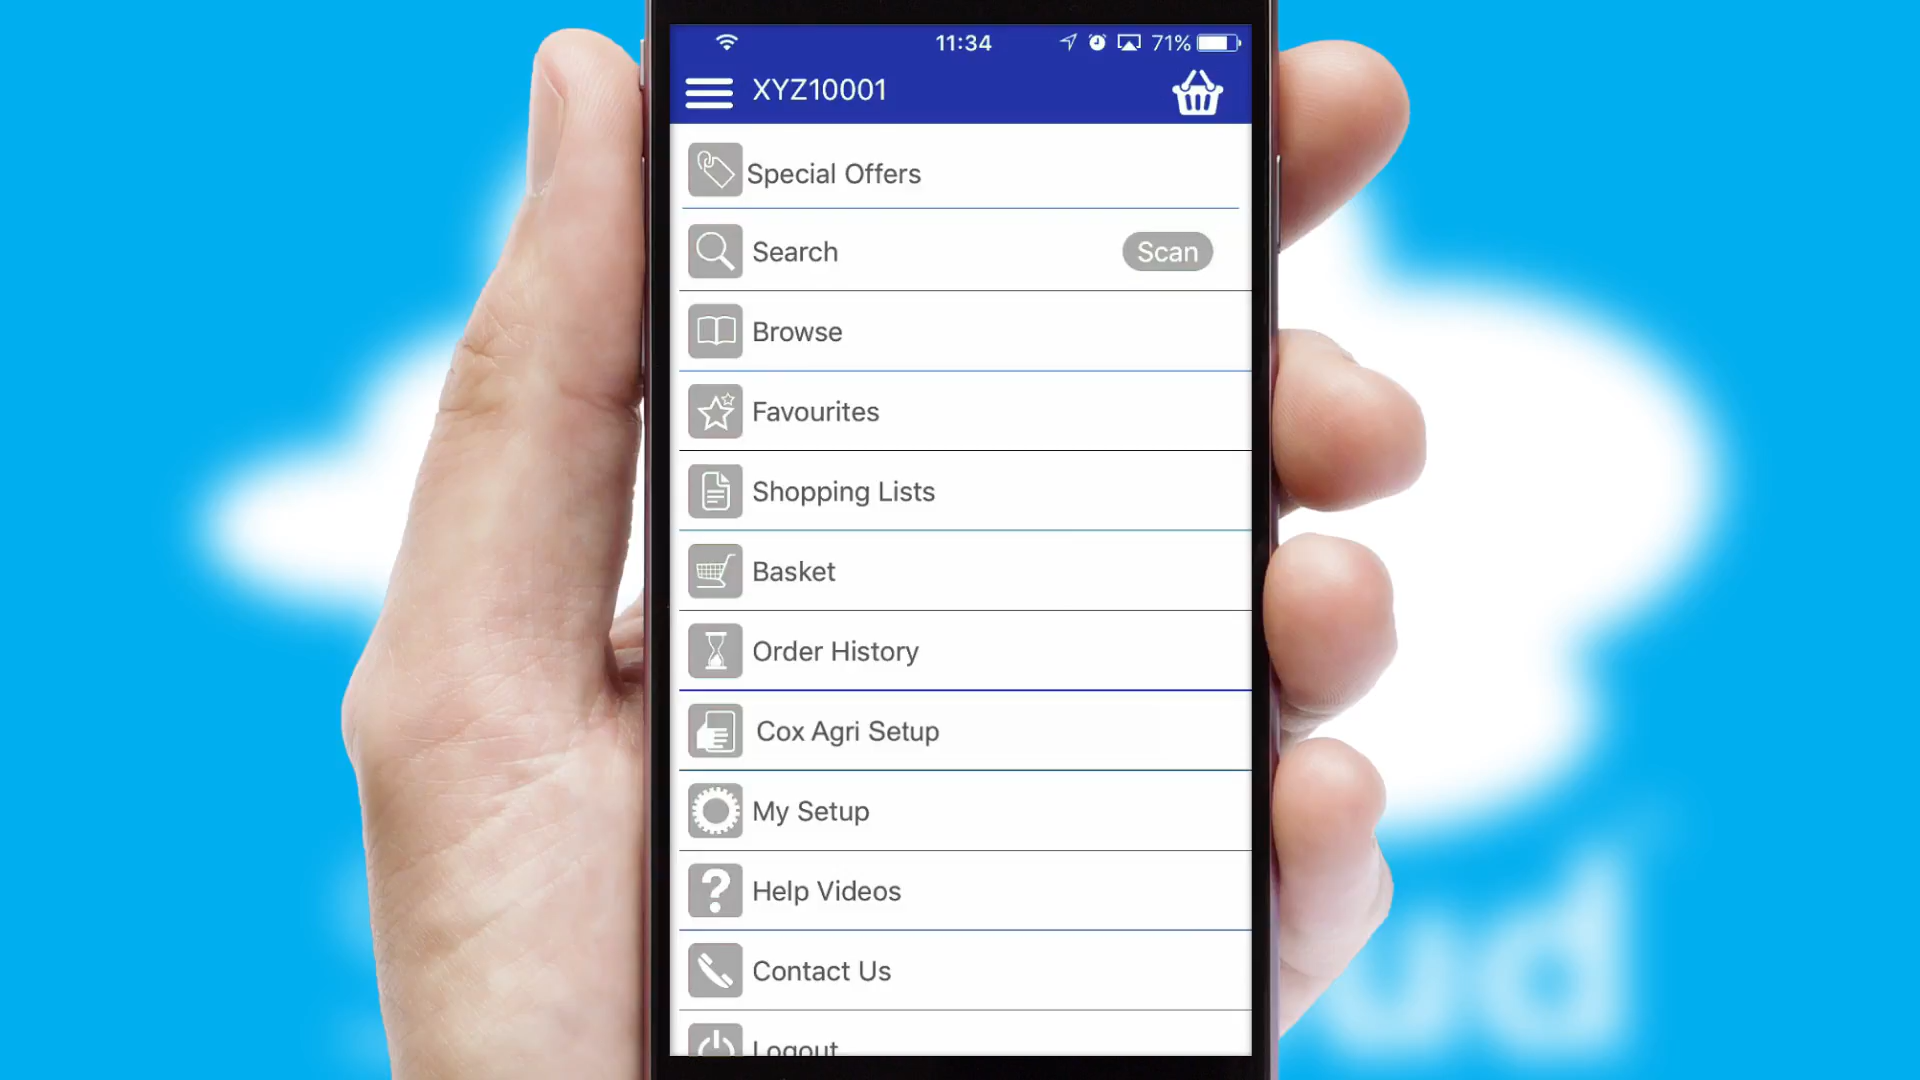 11:34 71%
XYZ10001
Special Offers
Search Scan
Browse
Favourites
Shopping Lists
Basket
Order History
Cox Agri Setup
My Setup
Help Videos
Contact Us
Logout
ud